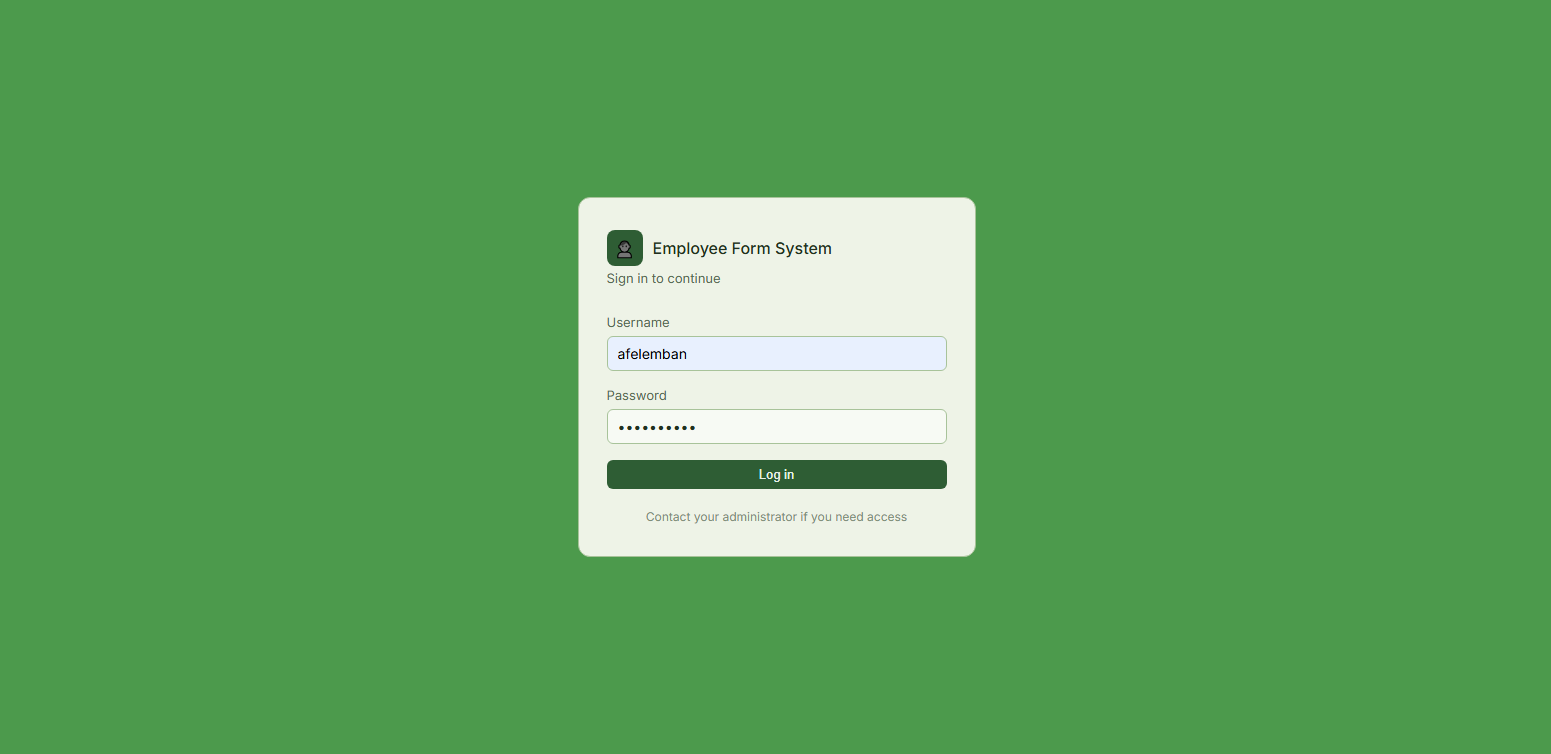 Employee Form System
Sign in to continue
Username
afelemban
Password
••••••••••
Log in
Contact your administrator if you need access